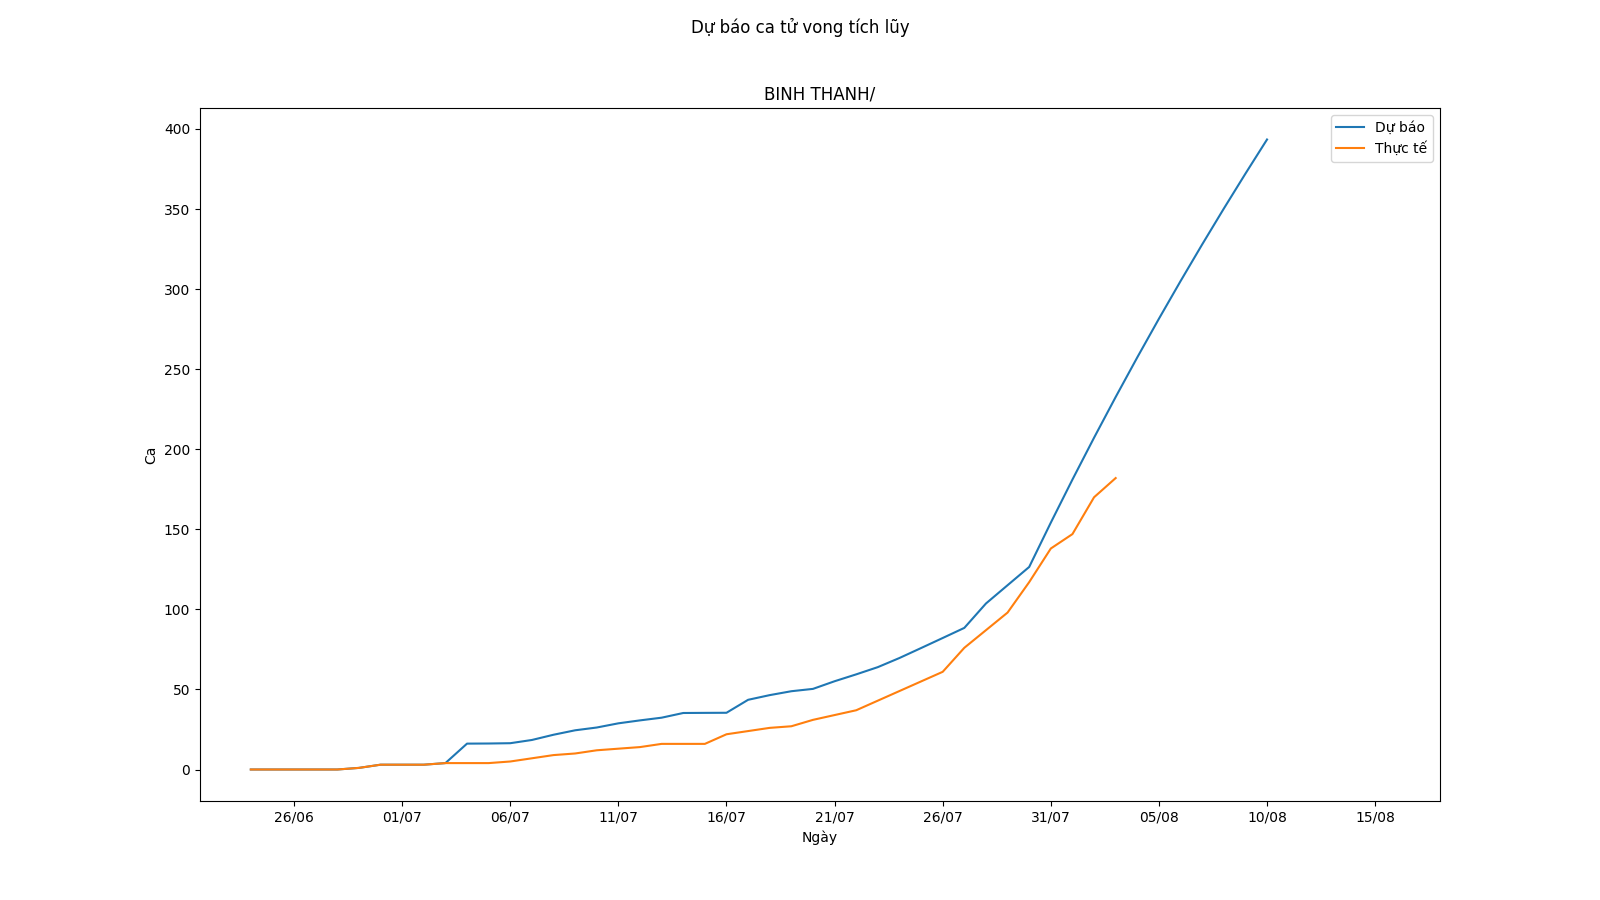 Dự báo ca tử vong tích lũy
BINH THANH/
Dự báo
Thực tế
400
350
300
250
200
150
100
50
0
Ca
26/06 01/07 06/07 11/07 16/07 21/07 26/07 31/07 05/08 10/08 15/08
Ngày